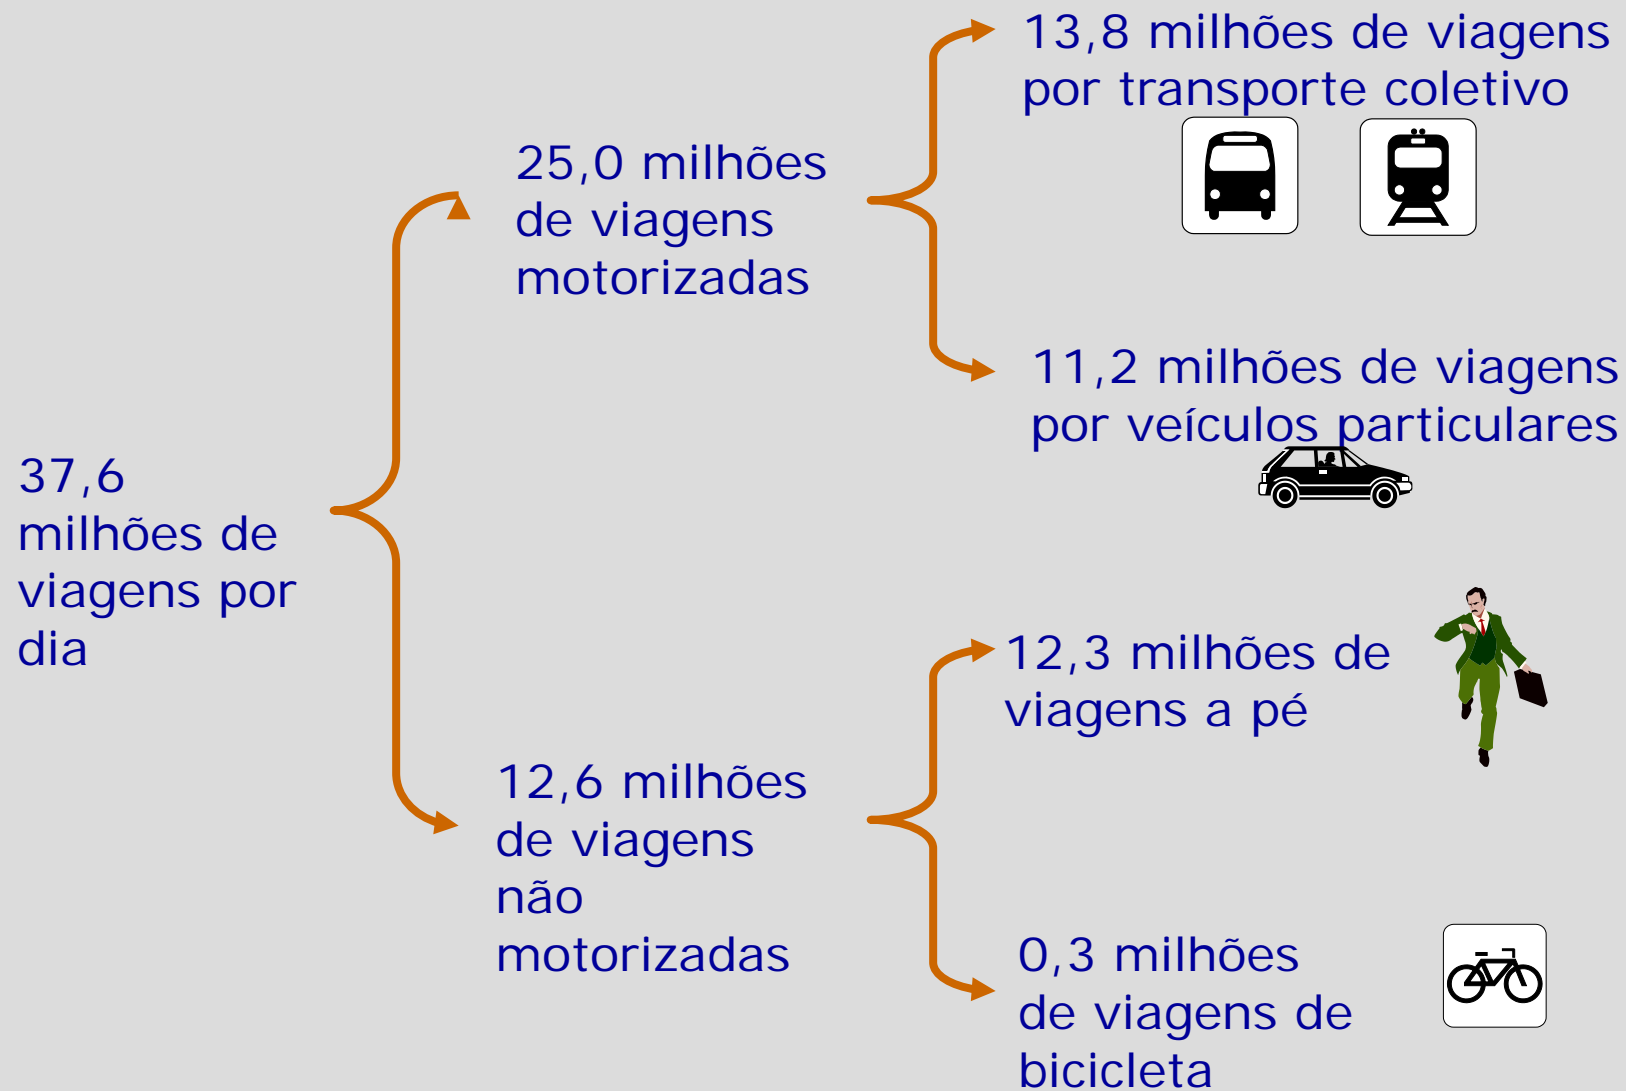 37,6
milhões de
viagens por
dia
25,0 milhões
de viagens
motorizadas
13,8 milhões de viagens
por transporte coletivo
11,2 milhões de viagens
por veículos particulares
12,6 milhões
de viagens
não
motorizadas
12,3 milhões de
viagens a pé
0,3 milhões
de viagens de
bicicleta